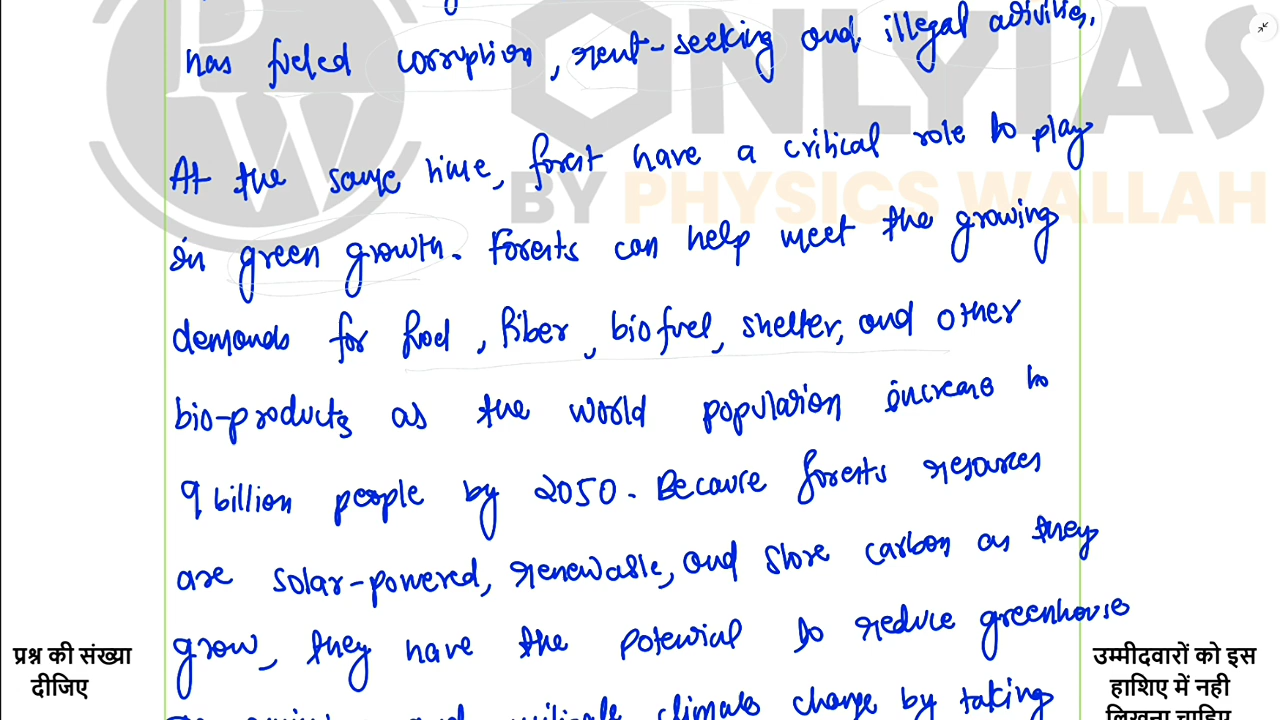 has fueled corruption, rent-seeking and illegal activities.
At the same time, forest have a critical role to play
in green growth. Forests can help meet the growing
demands for food, fiber, biofuel, shelter, and other
bio-products as the world population increase to
9 billion people by 2050. Because forests resources
are solar-powered, renewable, and store carbon as they
grow, they have the potential to reduce greenhouse
and mitigate climate change by taking
PW ONLYIAS
BY PHYSICS WALLAH
प्रश्न की संख्या
दीजिए
उम्मीदवारों को इस
हाशिए में नही
लिखना चाहिए